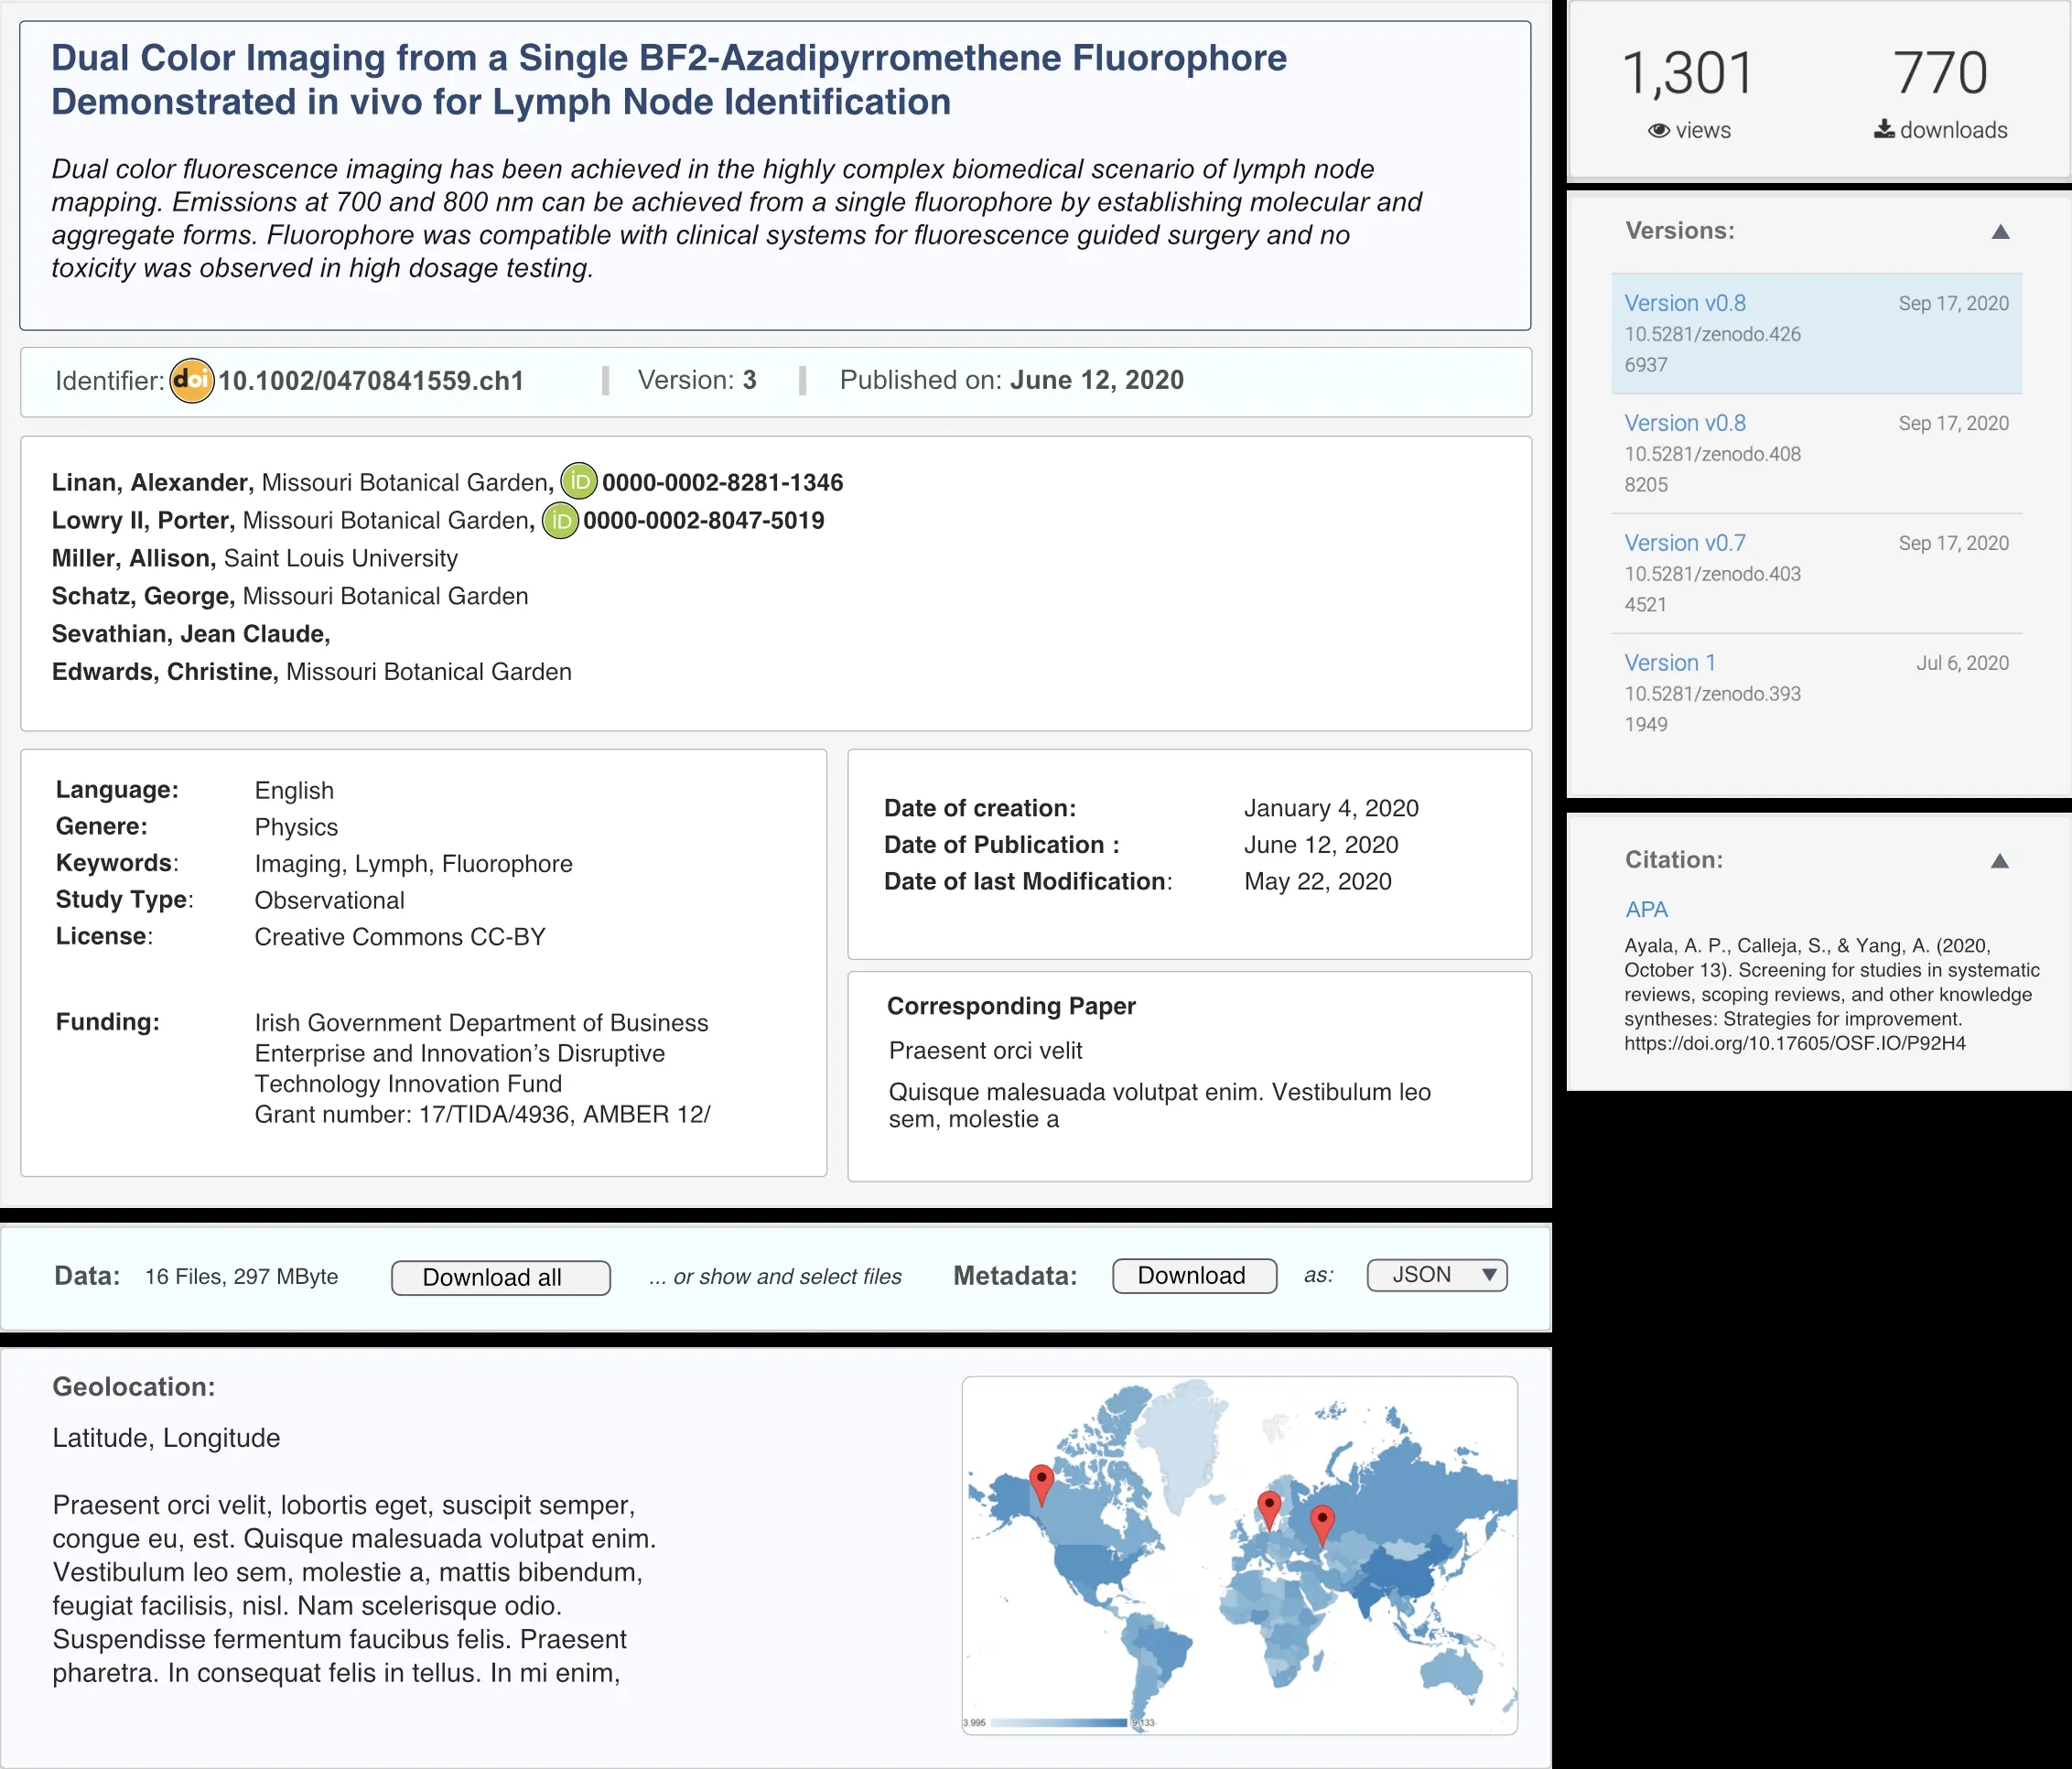 Dual Color Imaging from a Single BF2-Azadipyrromethene Fluorophore
Demonstrated in vivo for Lymph Node Identification
Dual color fluorescence imaging has been achieved in the highly complex biomedical scenario of lymph node
mapping. Emissions at 700 and 800 nm can be achieved from a single fluorophore by establishing molecular and
aggregate forms. Fluorophore was compatible with clinical systems for fluorescence guided surgery and no
toxicity was observed in high dosage testing.
Identifier: doi 10.1002/0470841559.ch1 | Version: 3 | Published on: June 12, 2020
Linan, Alexander, Missouri Botanical Garden, iD 0000-0002-8281-1346
Lowry II, Porter, Missouri Botanical Garden, iD 0000-0002-8047-5019
Miller, Allison, Saint Louis University
Schatz, George, Missouri Botanical Garden
Sevathian, Jean Claude,
Edwards, Christine, Missouri Botanical Garden
Language: English
Genere: Physics
Keywords: Imaging, Lymph, Fluorophore
Study Type: Observational
License: Creative Commons CC-BY
Funding: Irish Government Department of Business
Enterprise and Innovation’s Disruptive
Technology Innovation Fund
Grant number: 17/TIDA/4936, AMBER 12/
Date of creation: January 4, 2020
Date of Publication : June 12, 2020
Date of last Modification: May 22, 2020
Corresponding Paper
Praesent orci velit
Quisque malesuada volutpat enim. Vestibulum leo
sem, molestie a
Data: 16 Files, 297 MByte Download all ... or show and select files Metadata: Download as: JSON
Geolocation:
Latitude, Longitude
Praesent orci velit, lobortis eget, suscipit semper,
congue eu, est. Quisque malesuada volutpat enim.
Vestibulum leo sem, molestie a, mattis bibendum,
feugiat facilisis, nisl. Nam scelerisque odio.
Suspendisse fermentum faucibus felis. Praesent
pharetra. In consequat felis in tellus. In mi enim,
3 995 9 133
1,301 770
views downloads
Versions:
Version v0.8 Sep 17, 2020
10.5281/zenodo.426
6937
Version v0.8 Sep 17, 2020
10.5281/zenodo.408
8205
Version v0.7 Sep 17, 2020
10.5281/zenodo.403
4521
Version 1 Jul 6, 2020
10.5281/zenodo.393
1949
Citation:
APA
Ayala, A. P., Calleja, S., & Yang, A. (2020,
October 13). Screening for studies in systematic
reviews, scoping reviews, and other knowledge
syntheses: Strategies for improvement.
https://doi.org/10.17605/OSF.IO/P92H4